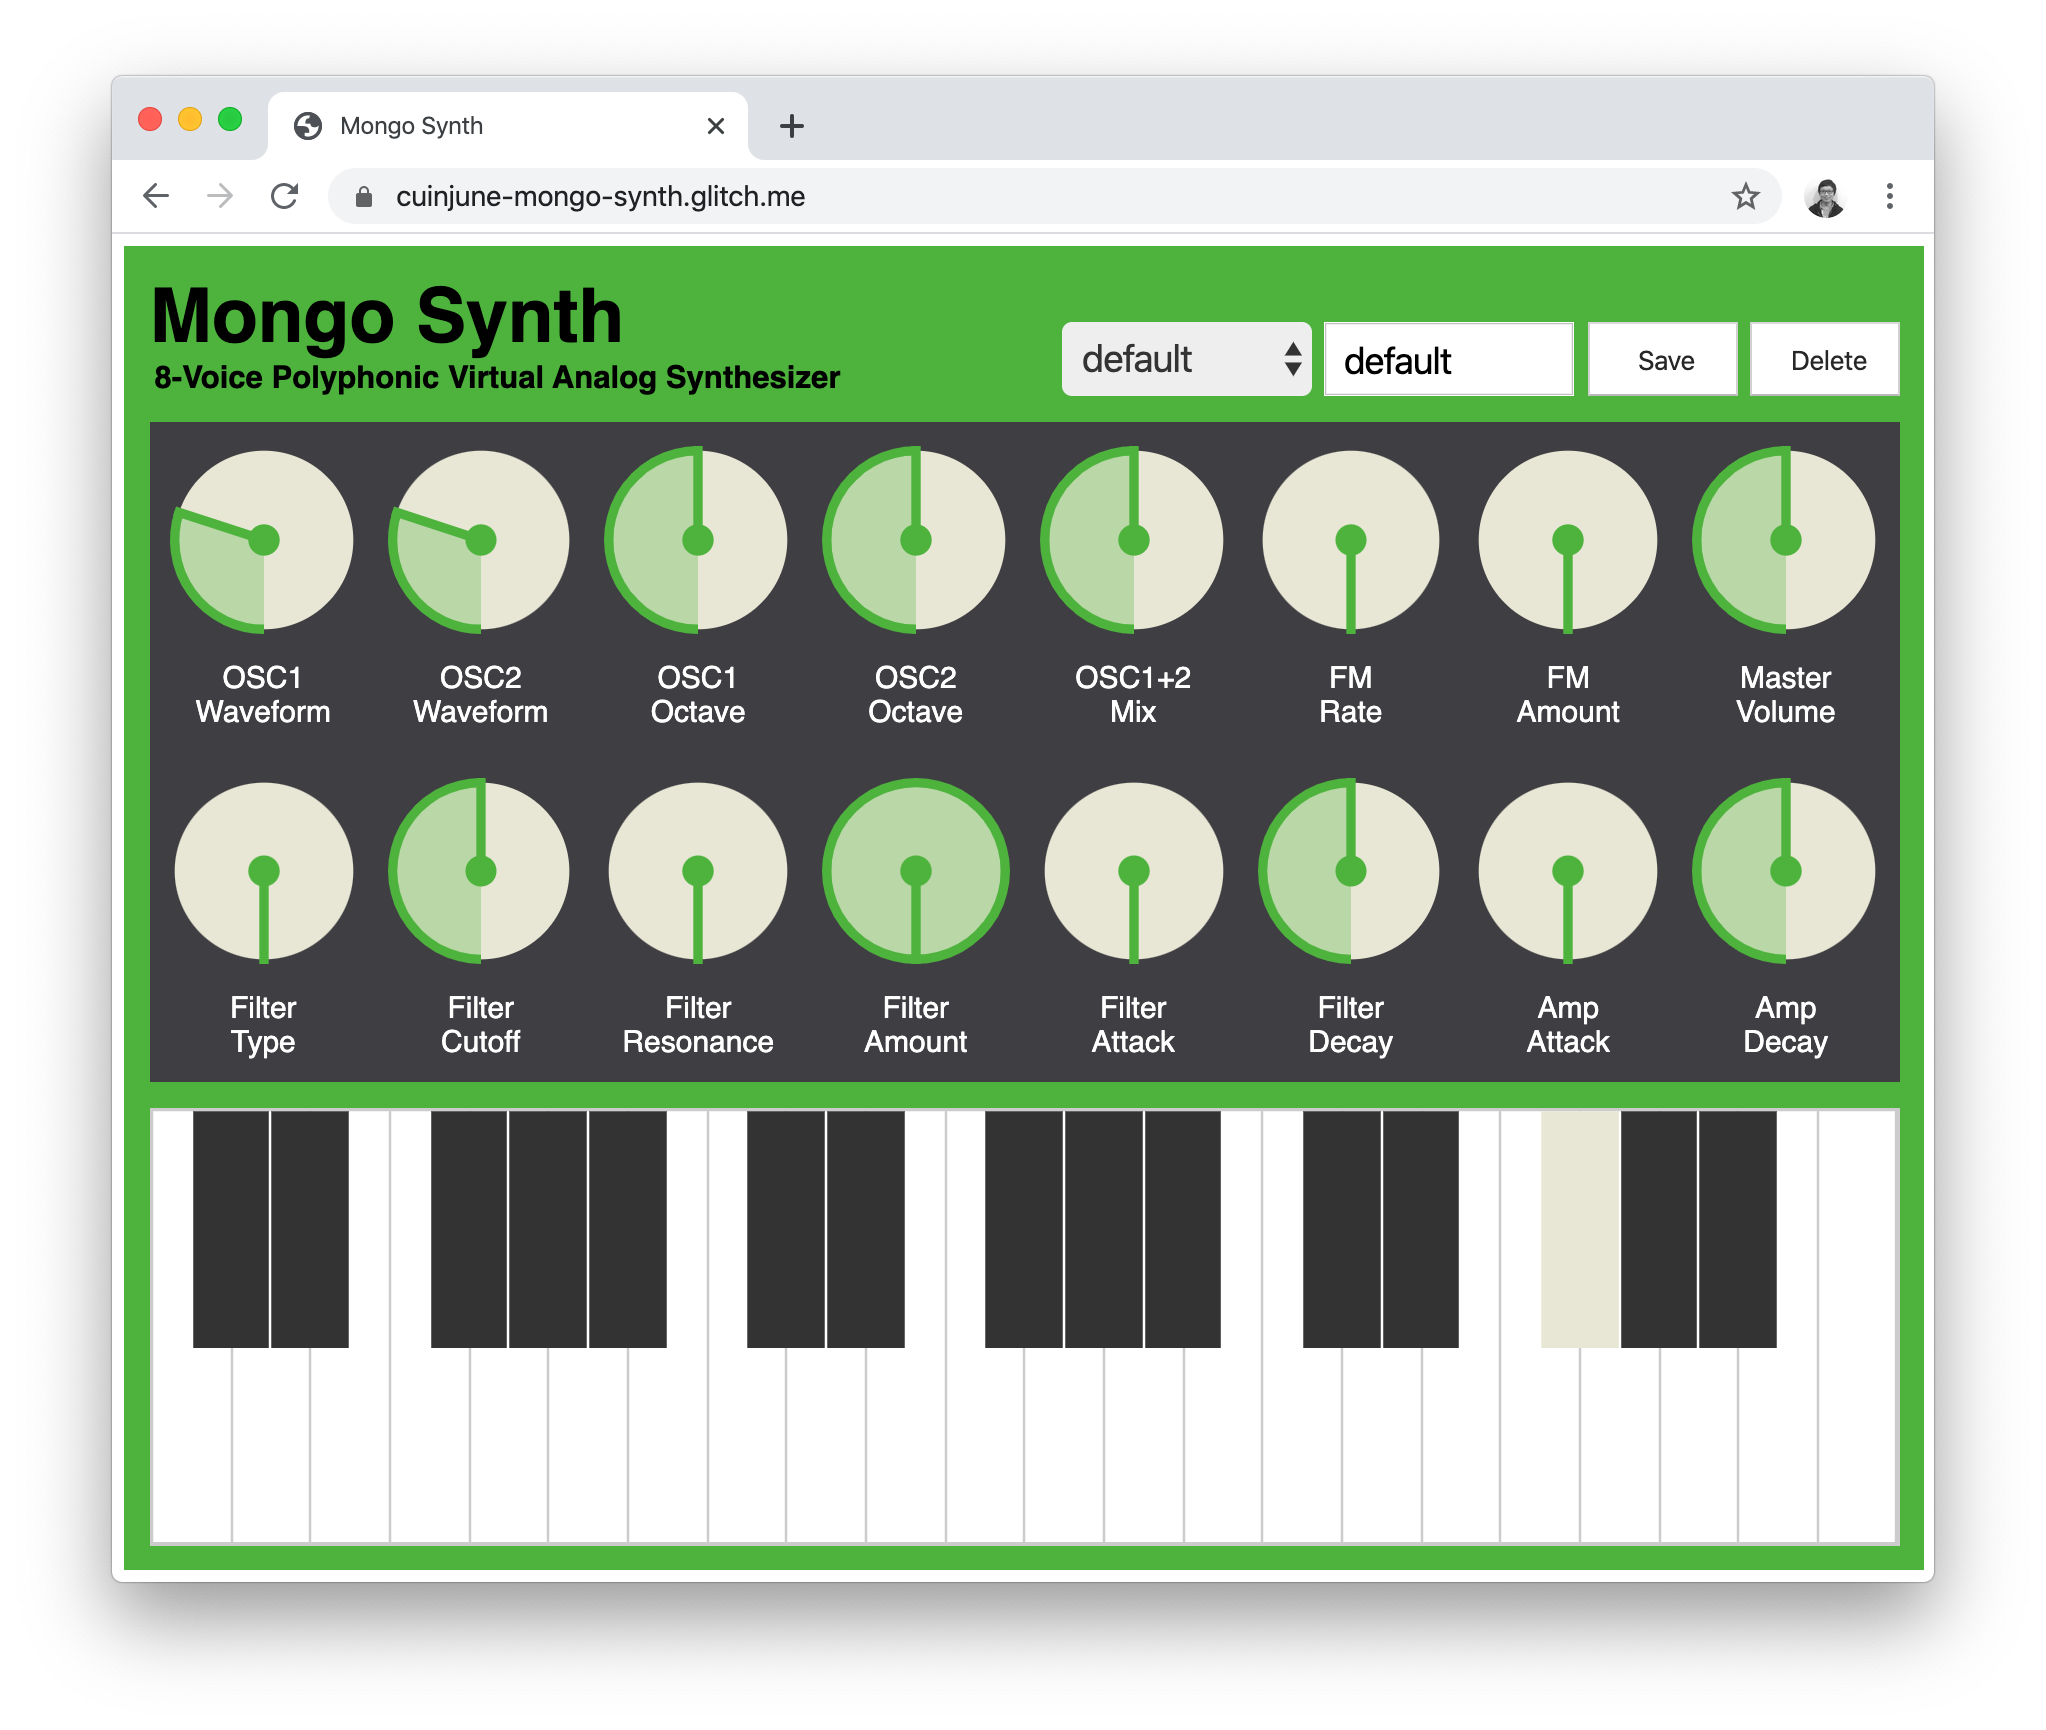 Mongo Synth
cuinjune-mongo-synth.glitch.me
Mongo Synth
8-Voice Polyphonic Virtual Analog Synthesizer
default
default
Save
Delete
OSC1
Waveform
OSC2
Waveform
OSC1
Octave
OSC2
Octave
OSC1+2
Mix
FM
Rate
FM
Amount
Master
Volume
Filter
Type
Filter
Cutoff
Filter
Resonance
Filter
Amount
Filter
Attack
Filter
Decay
Amp
Attack
Amp
Decay